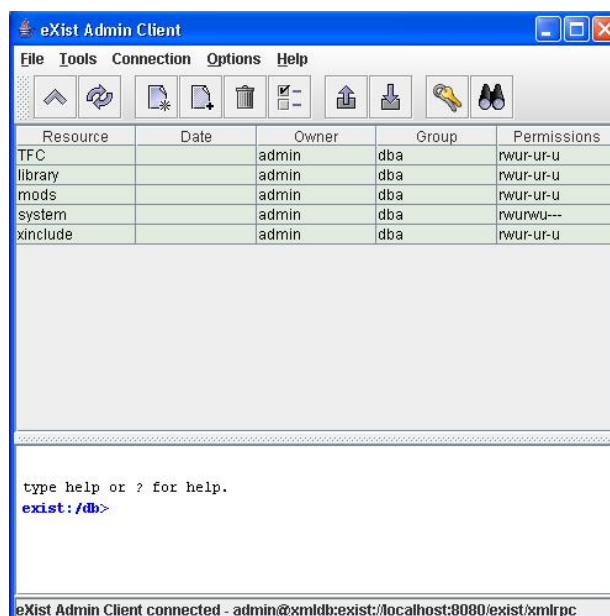 eXist Admin Client
File Tools Connection Options Help
Resource Date Owner Group Permissions
TFC admin dba rwur-ur-u
library admin dba rwur-ur-u
mods admin dba rwur-ur-u
system admin dba rwurwu---
xinclude admin dba rwur-ur-u
type help or ? for help.
exist:/db>
eXist Admin Client connected - admin@xmldb:exist://localhost:8080/exist/xmlrpc